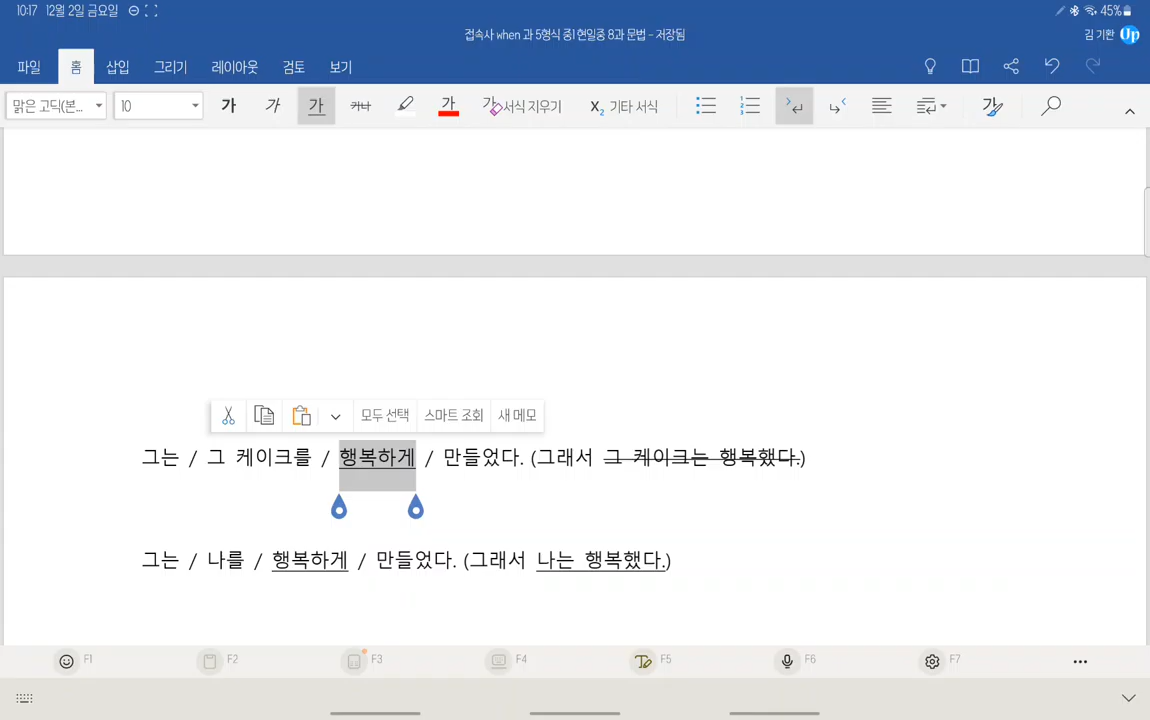 10:17 12월 2일 금요일 45%
접속사 when 과 5형식 중1 현일중 8과 문법 - 저장됨
김 기환 Up
파일 홈 삽입 그리기 레이아웃 검토 보기
맑은 고딕(본... 10 가 가 가 가나 가 가 서식 지우기 X₂ 기타 서식 가
모두 선택 스마트 조회 새 메모
그는 / 그 케이크를 / 행복하게 / 만들었다. (그래서 그 케이크는 행복했다.)
그는 / 나를 / 행복하게 / 만들었다. (그래서 나는 행복했다.)
F1 F2 F3 F4 F5 F6 F7